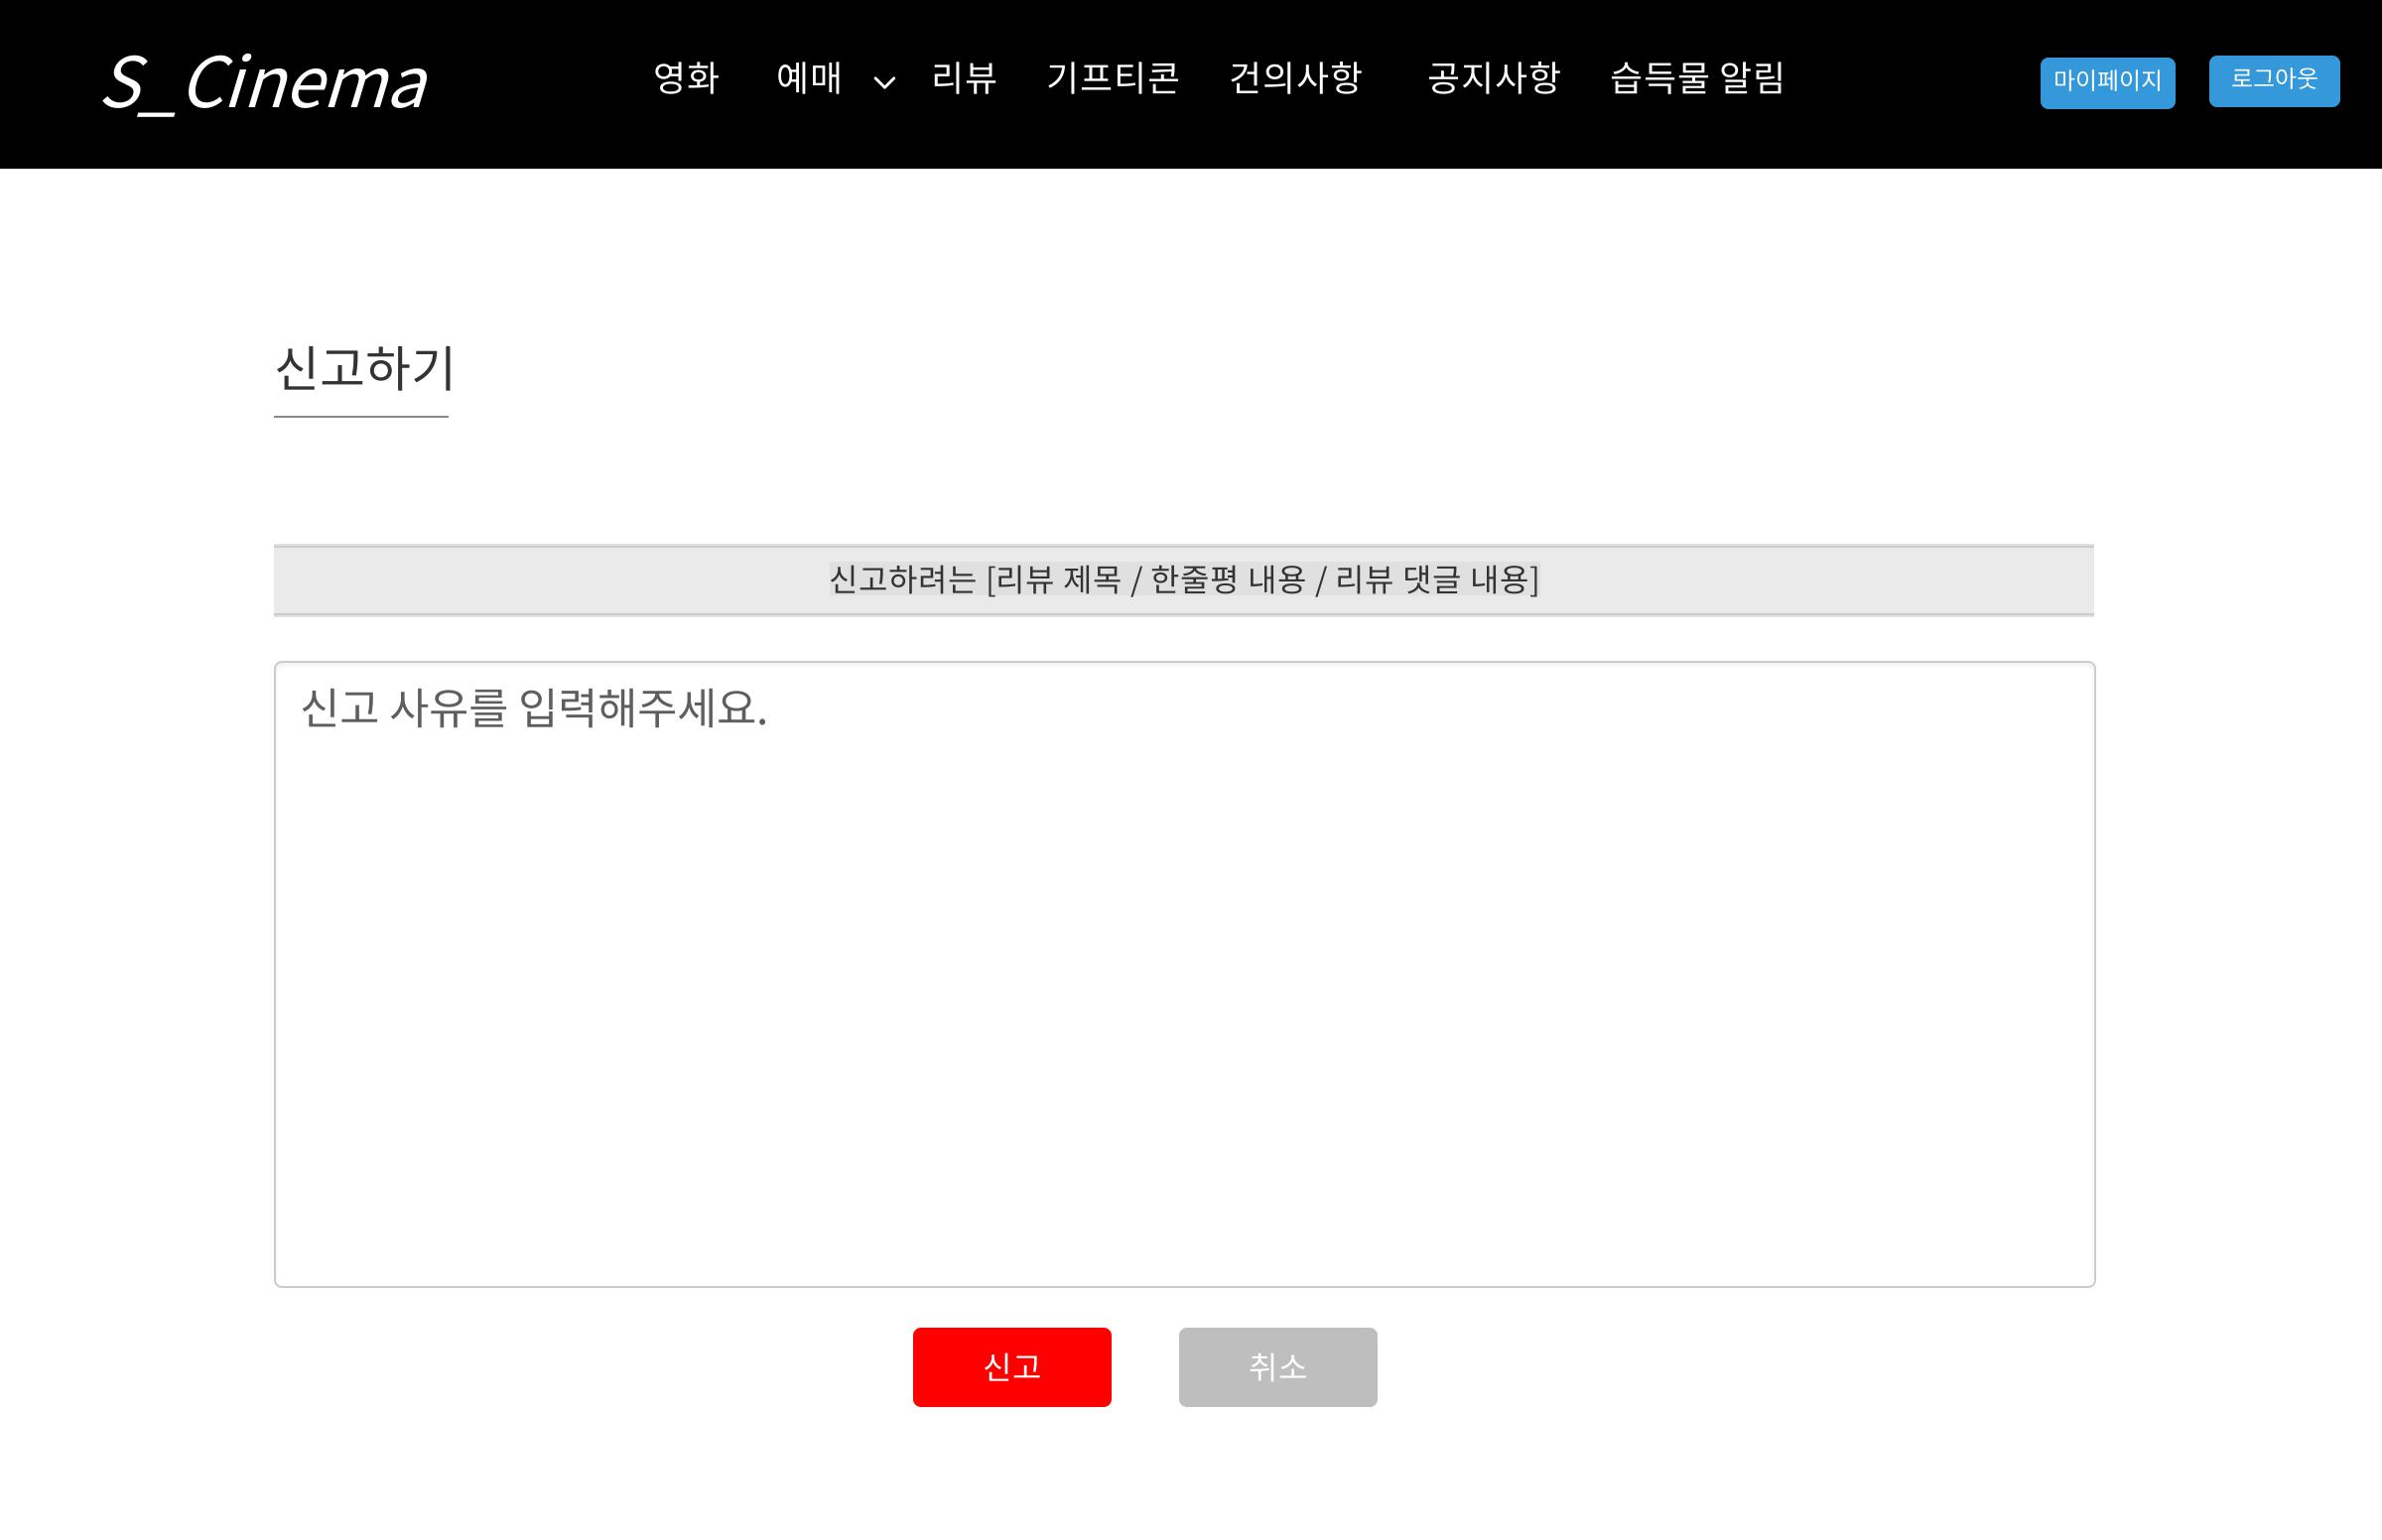 S_Cinema 영화 예매 리뷰 기프티콘 건의사항 공지사항 습득물 알림 마이페이지 로그아웃
신고하기
신고하려는 [리뷰 제목 / 한줄평 내용 / 리뷰 댓글 내용]
신고 사유를 입력해주세요.
신고 취소